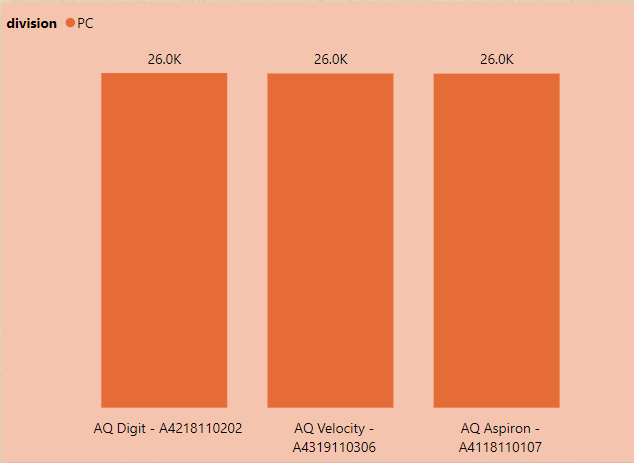 division PC
26.0K 26.0K 26.0K
AQ Digit - A4218110202
AQ Velocity -
A4319110306
AQ Aspiron -
A4118110107